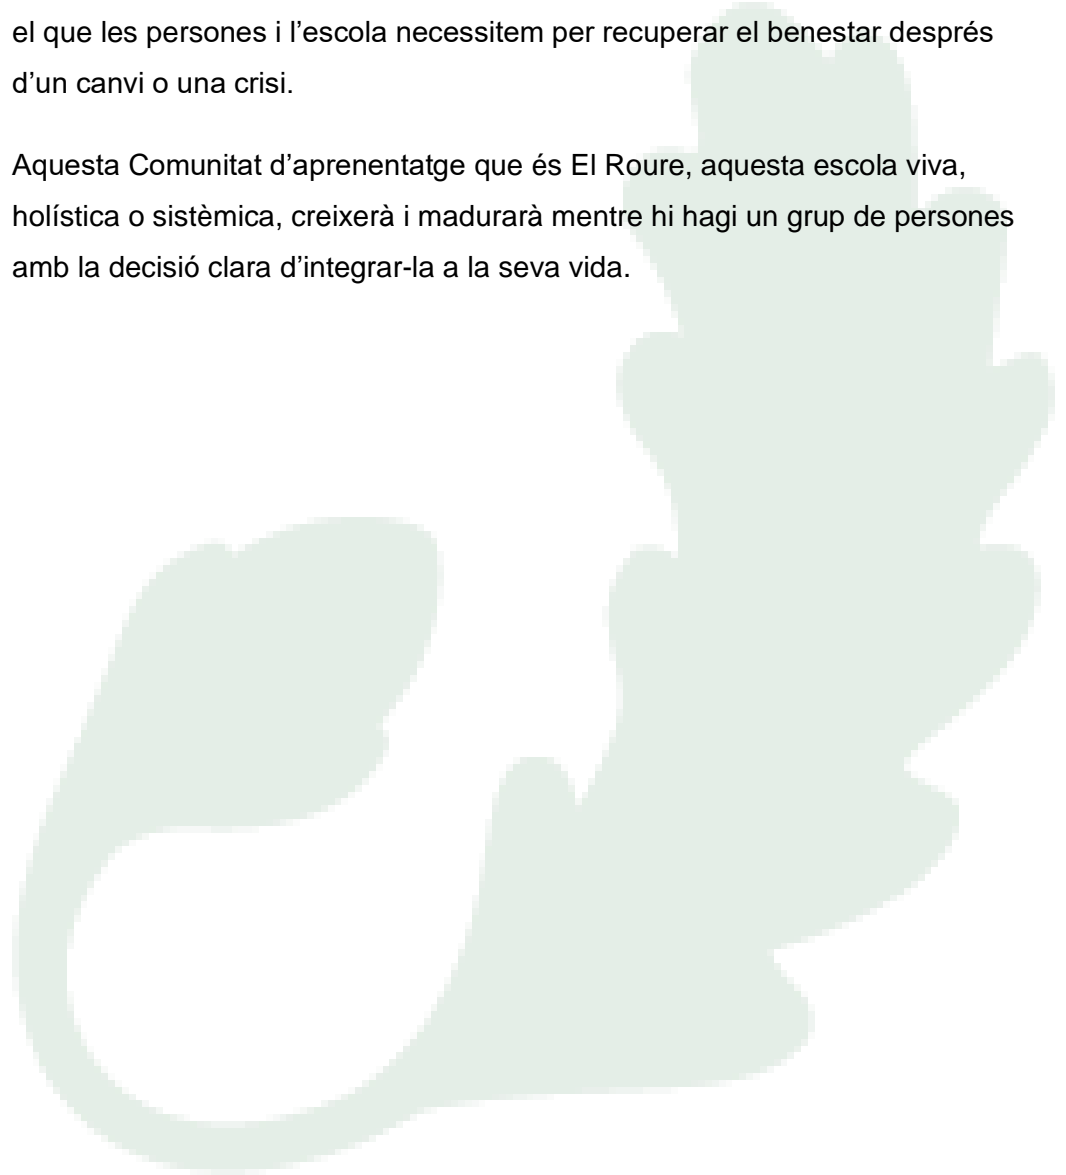 el que les persones i l’escola necessitem per recuperar el benestar després
d’un canvi o una crisi.
Aquesta Comunitat d’aprenentatge que és El Roure, aquesta escola viva,
holística o sistèmica, creixerà i madurarà mentre hi hagi un grup de persones
amb la decisió clara d’integrar-la a la seva vida.